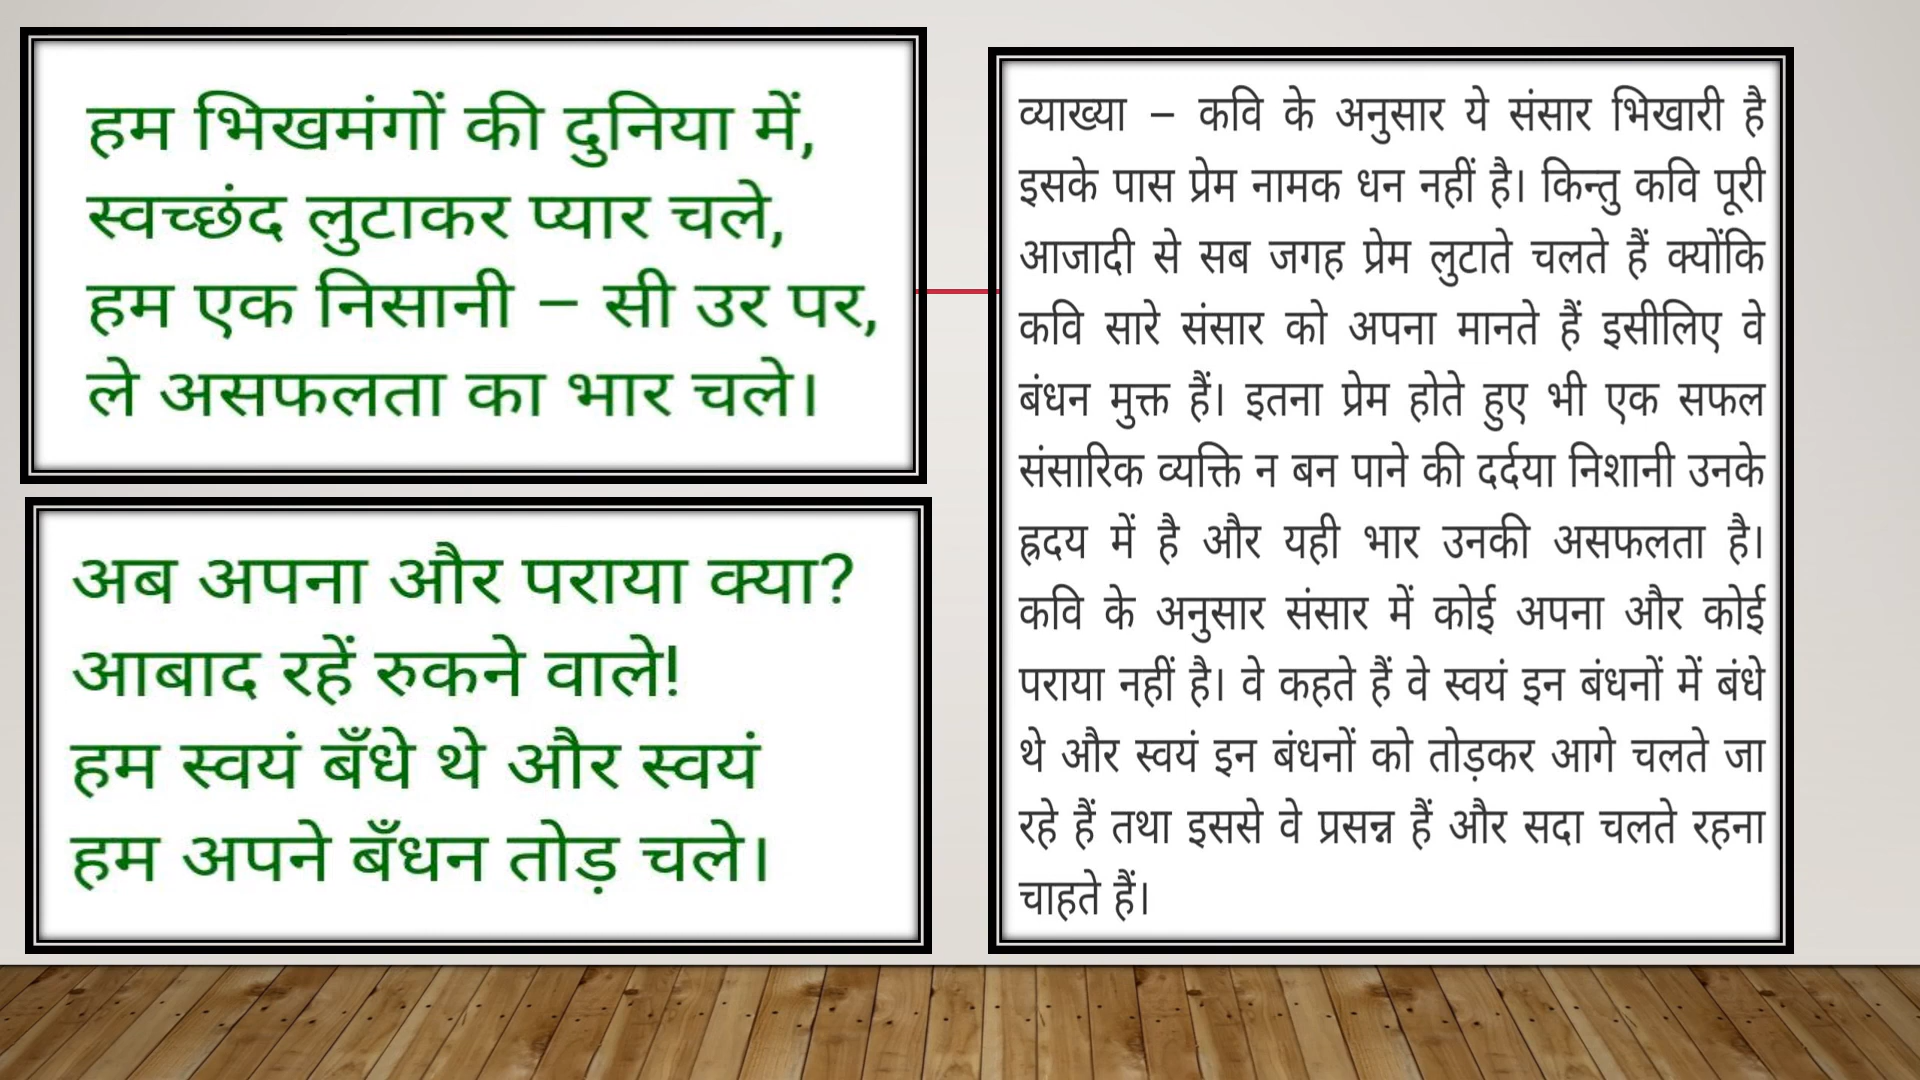 हम भिखमंगों की दुनिया में,
स्वच्छंद लुटाकर प्यार चले,
हम एक निसानी – सी उर पर,
ले असफलता का भार चले।
अब अपना और पराया क्या?
आबाद रहें रुकने वाले!
हम स्वयं बँधे थे और स्वयं
हम अपने बँधन तोड़ चले।
व्याख्या – कवि के अनुसार ये संसार भिखारी है
इसके पास प्रेम नामक धन नहीं है। किन्तु कवि पूरी
आजादी से सब जगह प्रेम लुटाते चलते हैं क्योंकि
कवि सारे संसार को अपना मानते हैं इसीलिए वे
बंधन मुक्त हैं। इतना प्रेम होते हुए भी एक सफल
संसारिक व्यक्ति न बन पाने की दर्दया निशानी उनके
ह्रदय में है और यही भार उनकी असफलता है।
कवि के अनुसार संसार में कोई अपना और कोई
पराया नहीं है। वे कहते हैं वे स्वयं इन बंधनों में बंधे
थे और स्वयं इन बंधनों को तोड़कर आगे चलते जा
रहे हैं तथा इससे वे प्रसन्न हैं और सदा चलते रहना
चाहते हैं।